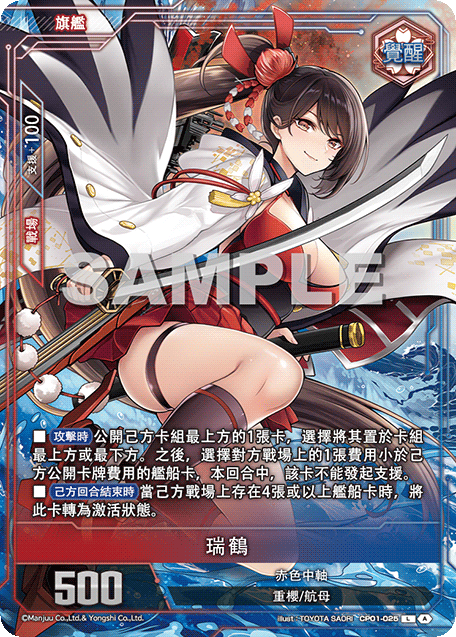 旗艦
覺醒
支援+100
戰場
SAMPLE
■ 攻擊時 公開己方卡組最上方的1張卡，選擇將其置於卡組
最上方或最下方。之後，選擇對方戰場上的1張費用小於己
方公開卡牌費用的艦船卡，本回合中，該卡不能發起支援。
■ 己方回合結束時 當己方戰場上存在4張或以上艦船卡時，將
此卡轉為激活狀態。
瑞鶴
500
赤色中軸
重櫻/航母
©Manjuu Co.,Ltd.& Yongshi Co.,Ltd.
illust：TOYOTA SAORI CP01-025 L A